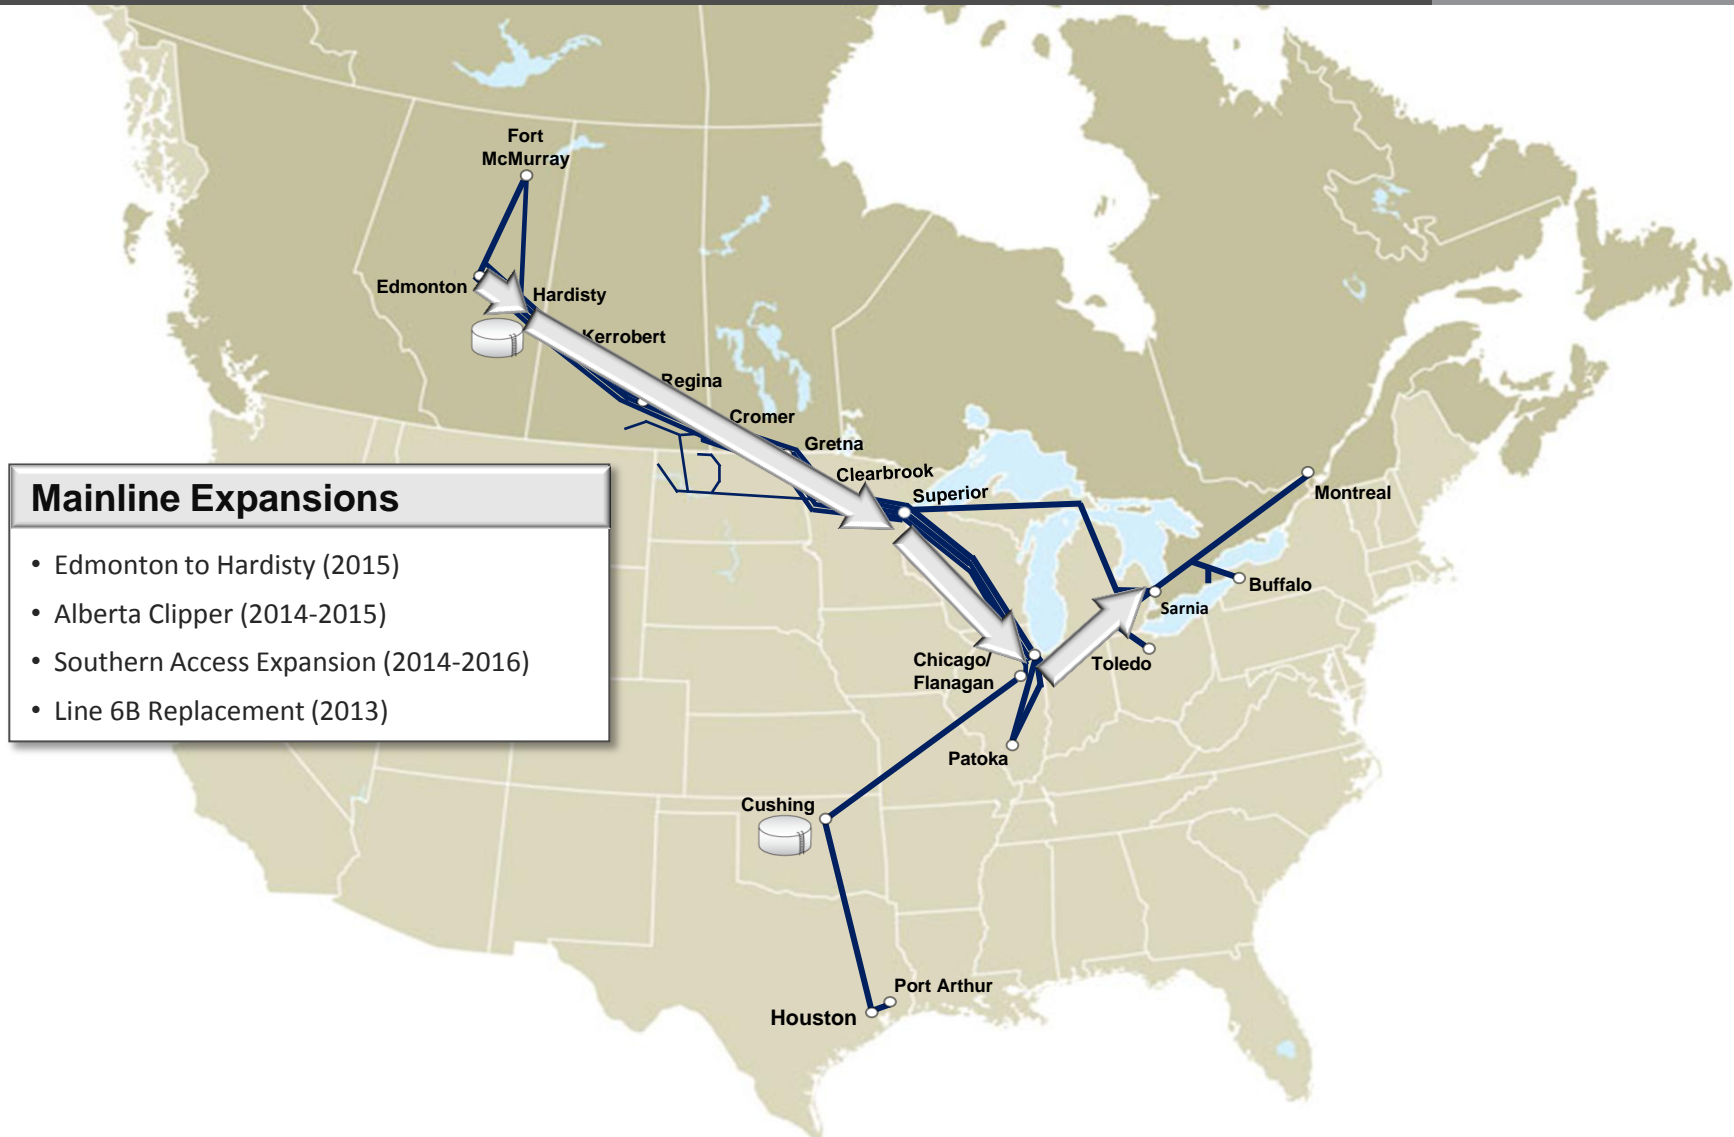 Fort
McMurray
Edmonton
Hardisty
Kerrobert
Regina
Cromer
Gretna
Clearbrook
Superior
Montreal
Buffalo
Sarnia
Toledo
Chicago/
Flanagan
Patoka
Cushing
Port Arthur
Houston
Mainline Expansions
• Edmonton to Hardisty (2015)
• Alberta Clipper (2014-2015)
• Southern Access Expansion (2014-2016)
• Line 6B Replacement (2013)